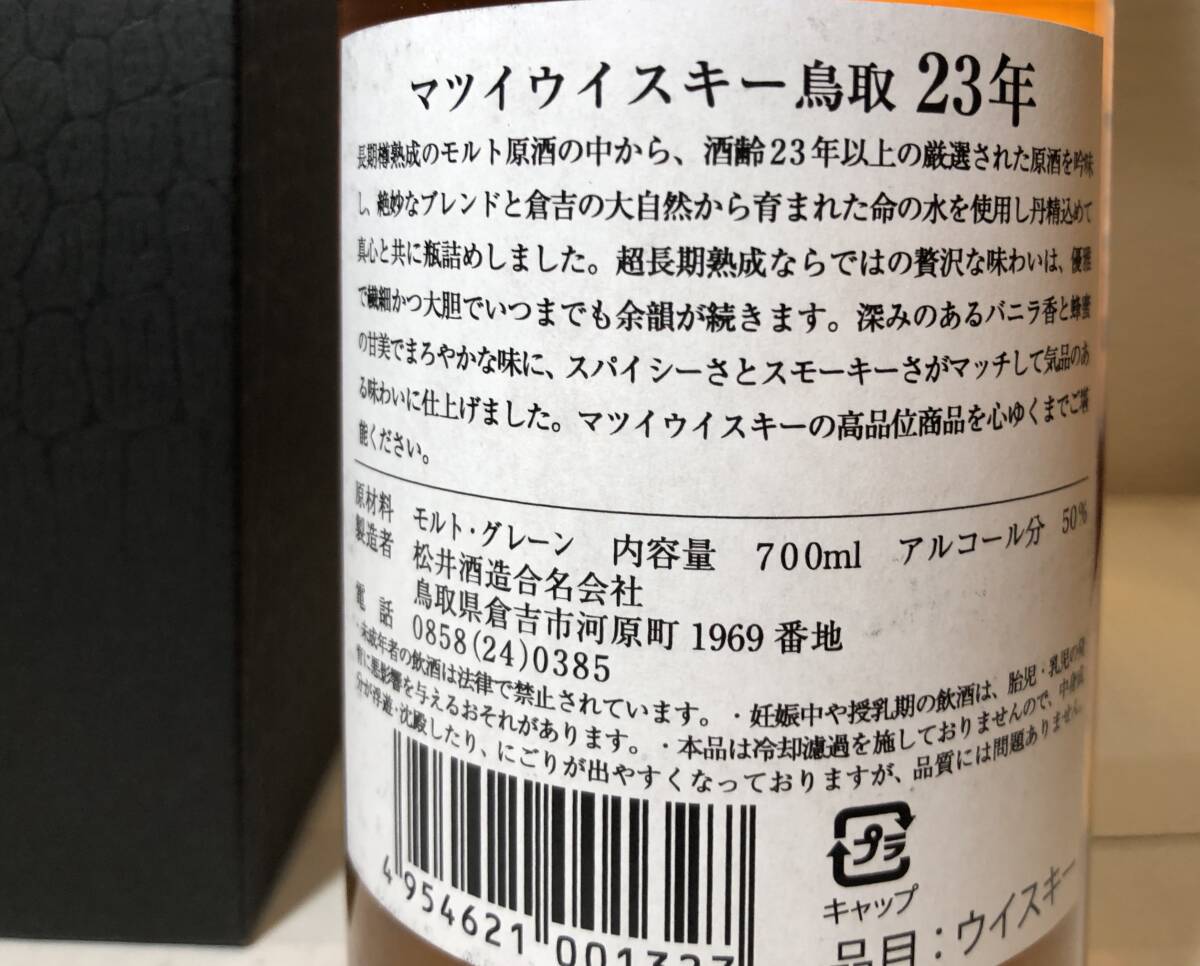 マツイウイスキー鳥取 23年
長期樽熟成のモルト原酒の中から、酒齢23年以上の厳選された原酒を吟味
し、絶妙なブレンドと倉吉の大自然から育まれた命の水を使用し丹精込めて
真心と共に瓶詰めしました。超長期熟成ならではの贅沢な味わいは、優雅
で繊細かつ大胆でいつまでも余韻が続きます。深みのあるバニラ香と蜂蜜
の甘美でまろやかな味に、スパイシーさとスモーキーさがマッチして気品のあ
る味わいに仕上げました。マツイウイスキーの高品位商品を心ゆくまでご堪
能ください。
原材料 モルト・グレーン 内容量 700ml アルコール分 50%
製造者 松井酒造合名会社
鳥取県倉吉市河原町1969番地
電話 0858(24)0385
・未成年者の飲酒は法律で禁止されています。・妊娠中や授乳期の飲酒は、胎児・乳児の発
育に悪影響を与えるおそれがあります。・本品は冷却濾過を施しておりませんので、中身成
分が浮遊・沈殿したり、にごりが出やすくなっておりますが、品質には問題ありません。
4 954621 001327
プラ
キャップ
品目：ウイスキー